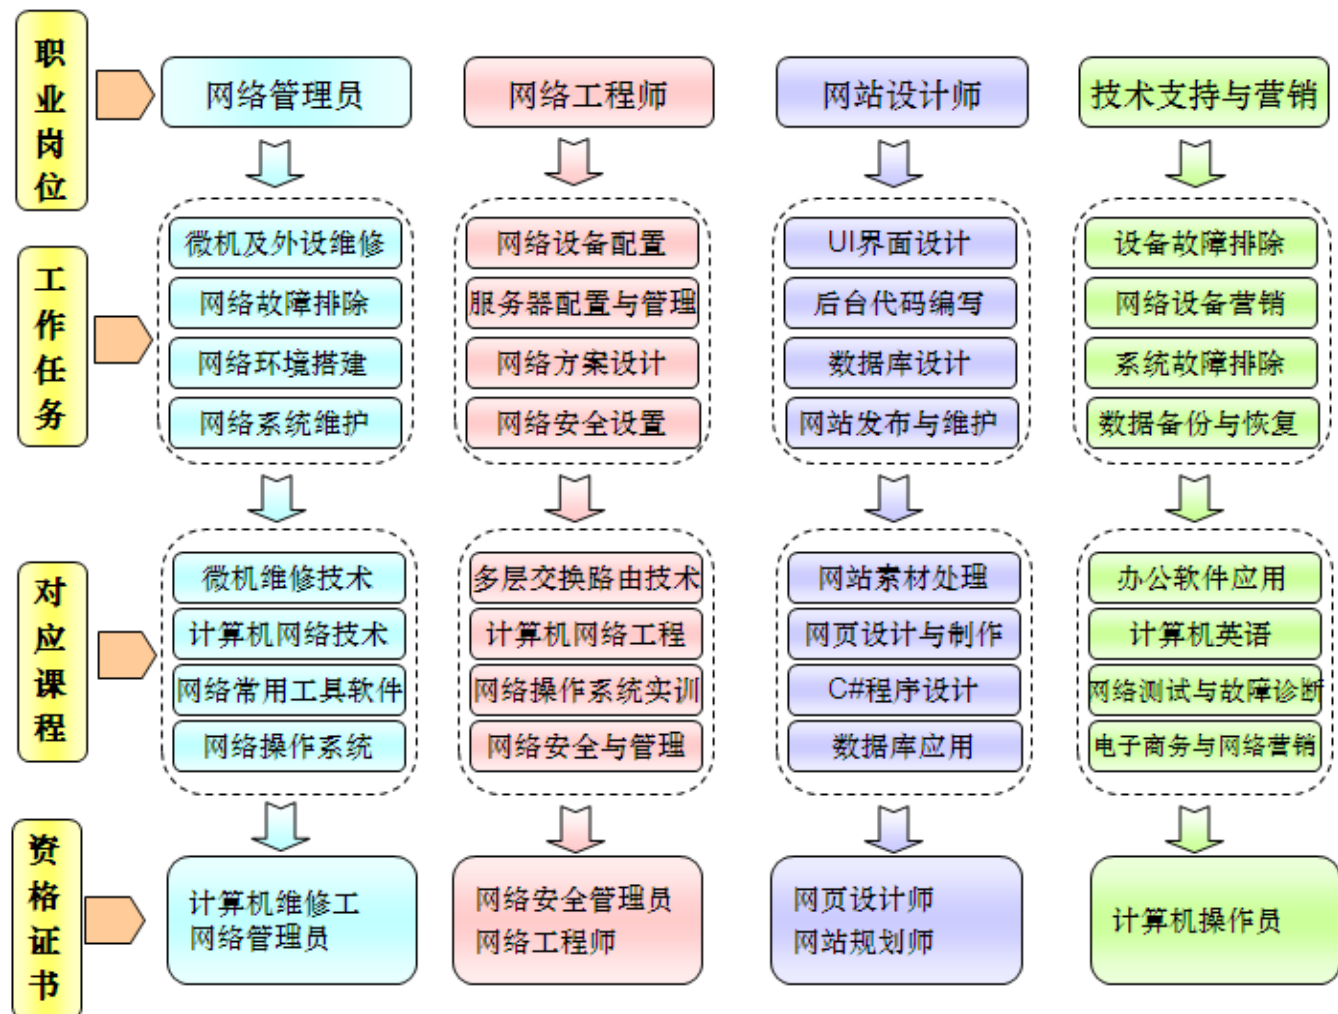 职业岗位
网络管理员
网络工程师
网站设计师
技术支持与营销
工作任务
微机及外设维修
网络故障排除
网络环境搭建
网络系统维护
网络设备配置
服务器配置与管理
网络方案设计
网络安全设置
UI界面设计
后台代码编写
数据库设计
网站发布与维护
设备故障排除
网络设备营销
系统故障排除
数据备份与恢复
对应课程
微机维修技术
计算机网络技术
网络常用工具软件
网络操作系统
多层交换路由技术
计算机网络工程
网络操作系统实训
网络安全与管理
网站素材处理
网页设计与制作
C#程序设计
数据库应用
办公软件应用
计算机英语
网络测试与故障诊断
电子商务与网络营销
资格证书
计算机维修工
网络管理员
网络安全管理员
网络工程师
网页设计师
网站规划师
计算机操作员